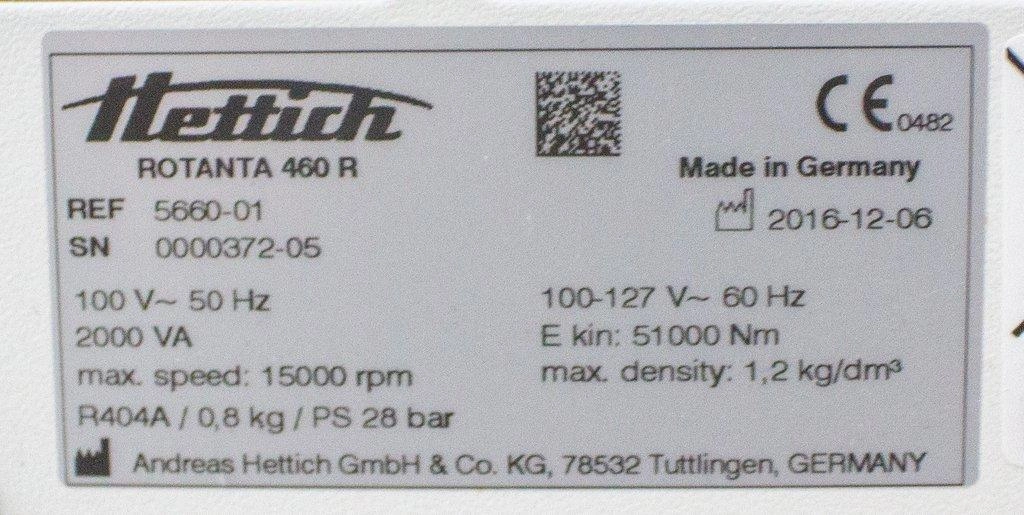 Hettich
ROTANTA 460 R
CE 0482
Made in Germany
REF 5660-01
2016-12-06
SN 0000372-05
100 V~ 50 Hz
100-127 V~ 60 Hz
2000 VA
E kin: 51000 Nm
max. speed: 15000 rpm
max. density: 1,2 kg/dm³
R404A / 0,8 kg / PS 28 bar
Andreas Hettich GmbH & Co. KG, 78532 Tuttlingen, GERMANY